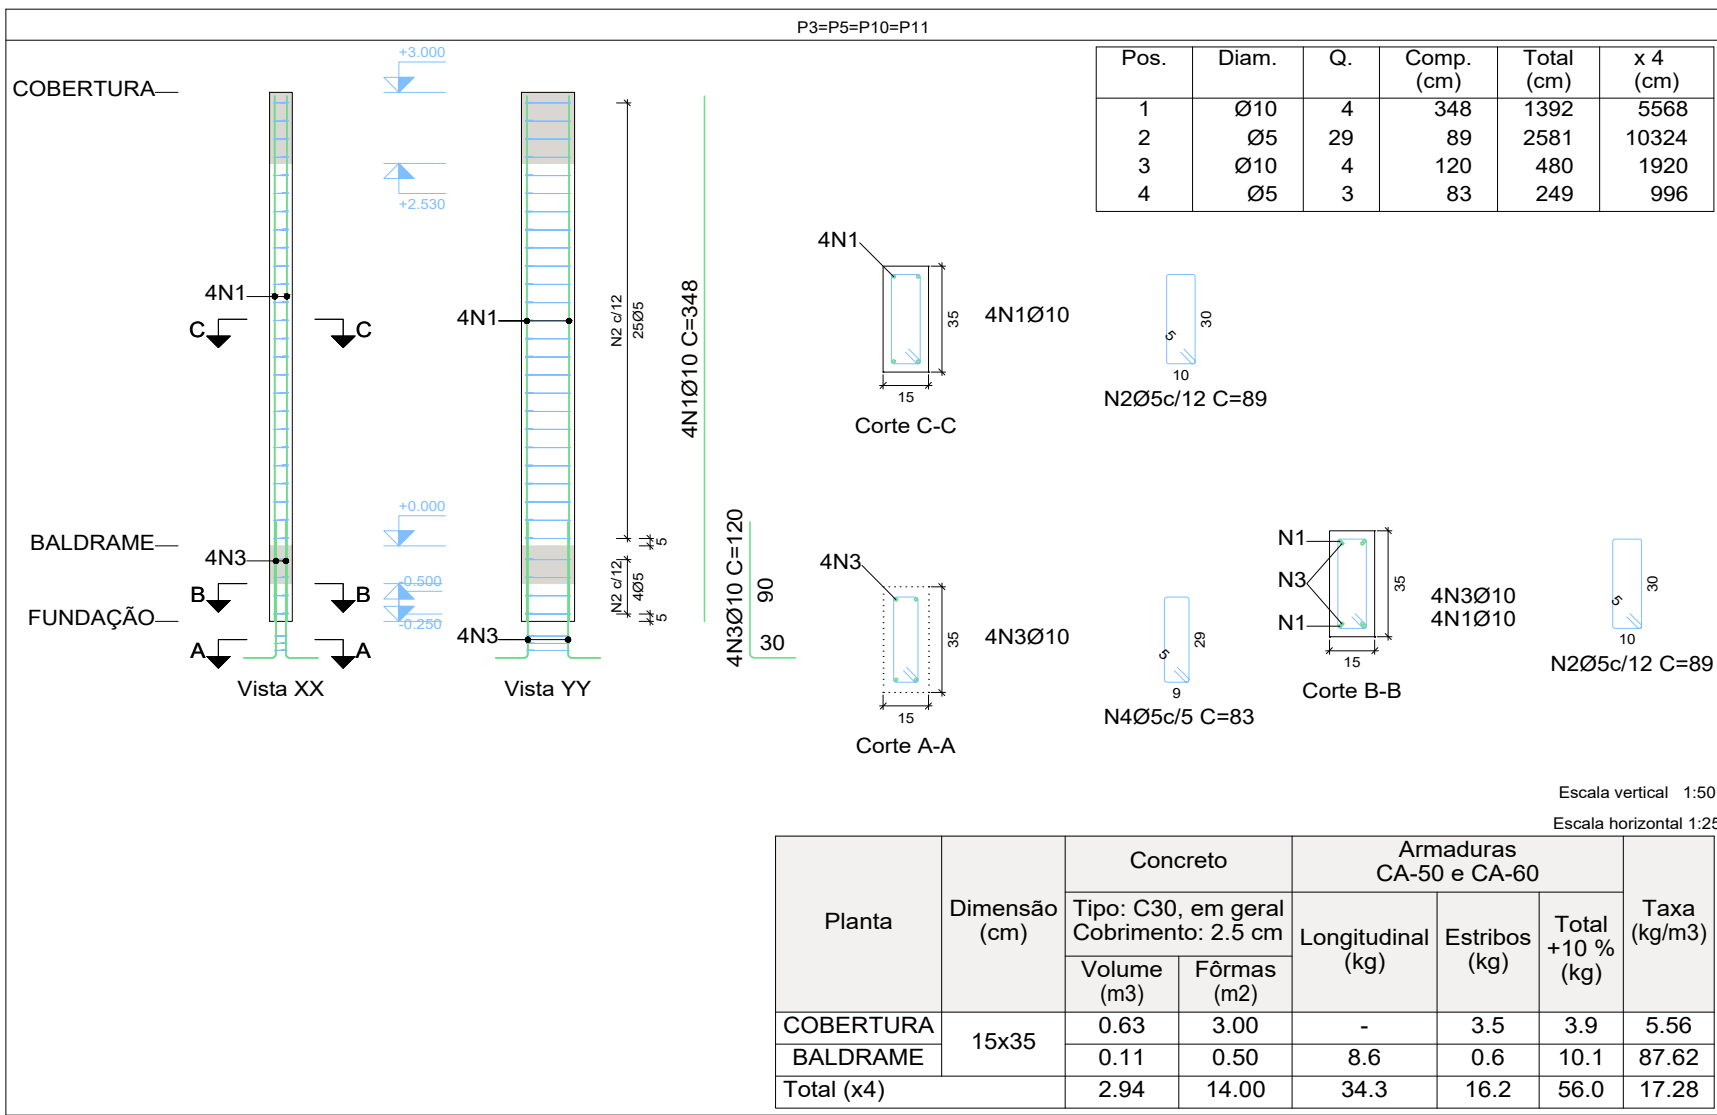 P3=P5=P10=P11
COBERTURA
+3.000
+2.530
4N1
C
C
+0.000
BALDRAME
4N3
-0.500
B
B
FUNDAÇÃO
-0.250
A
A
Vista XX
4N1
4N3
Vista YY
N2 c/12
25Ø5
5
N2 c/12
4Ø5
5
4N1Ø10 C=348
4N3Ø10 C=120
90
30
Pos. Diam. Q. Comp. (cm) Total (cm) x 4 (cm)
1 Ø10 4 348 1392 5568
2 Ø5 29 89 2581 10324
3 Ø10 4 120 480 1920
4 Ø5 3 83 249 996
4N1
35
4N1Ø10
15
Corte C-C
5
30
10
N2Ø5c/12 C=89
4N3
35
4N3Ø10
15
Corte A-A
5
29
9
N4Ø5c/5 C=83
N1
N3
N1
35
4N3Ø10
4N1Ø10
15
Corte B-B
5
30
10
N2Ø5c/12 C=89
Escala vertical 1:50
Escala horizontal 1:25
Planta
Dimensão
(cm)
Concreto
Tipo: C30, em geral
Cobrimento: 2.5 cm
Volume
(m3)
Fôrmas
(m2)
Armaduras
CA-50 e CA-60
Longitudinal
(kg)
Estribos
(kg)
Total
+10 %
(kg)
Taxa
(kg/m3)
COBERTURA 15x35 0.63 3.00 - 3.5 3.9 5.56
BALDRAME 0.11 0.50 8.6 0.6 10.1 87.62
Total (x4) 2.94 14.00 34.3 16.2 56.0 17.28